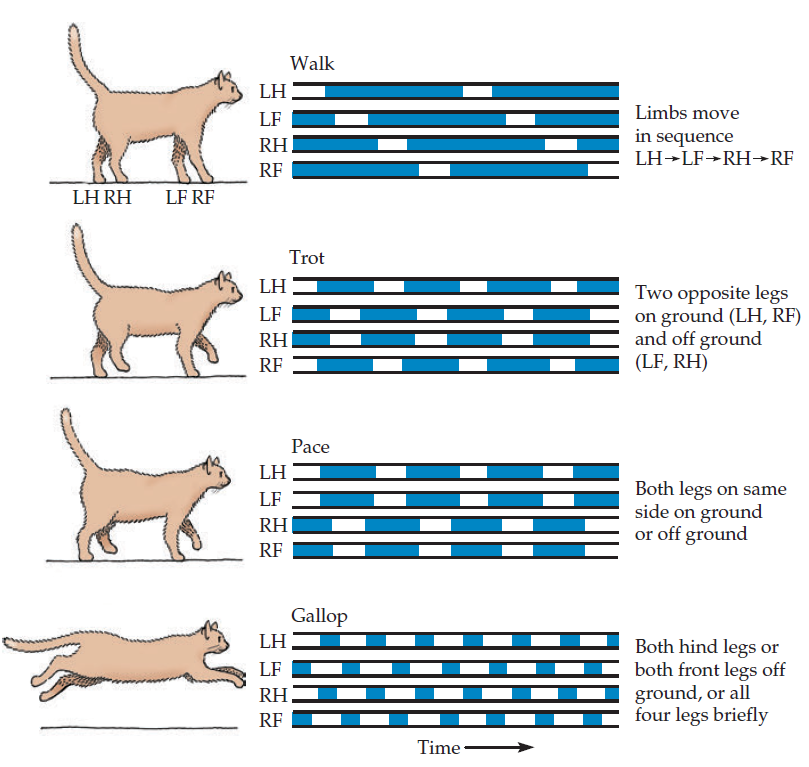 Walk
LH
LF
RH
RF
Limbs move
in sequence
LH→LF→RH→RF
LH RH LF RF
Trot
LH
LF
RH
RF
Two opposite legs
on ground (LH, RF)
and off ground
(LF, RH)
Pace
LH
LF
RH
RF
Both legs on same
side on ground
or off ground
Gallop
LH
LF
RH
RF
Both hind legs or
both front legs off
ground, or all
four legs briefly
Time